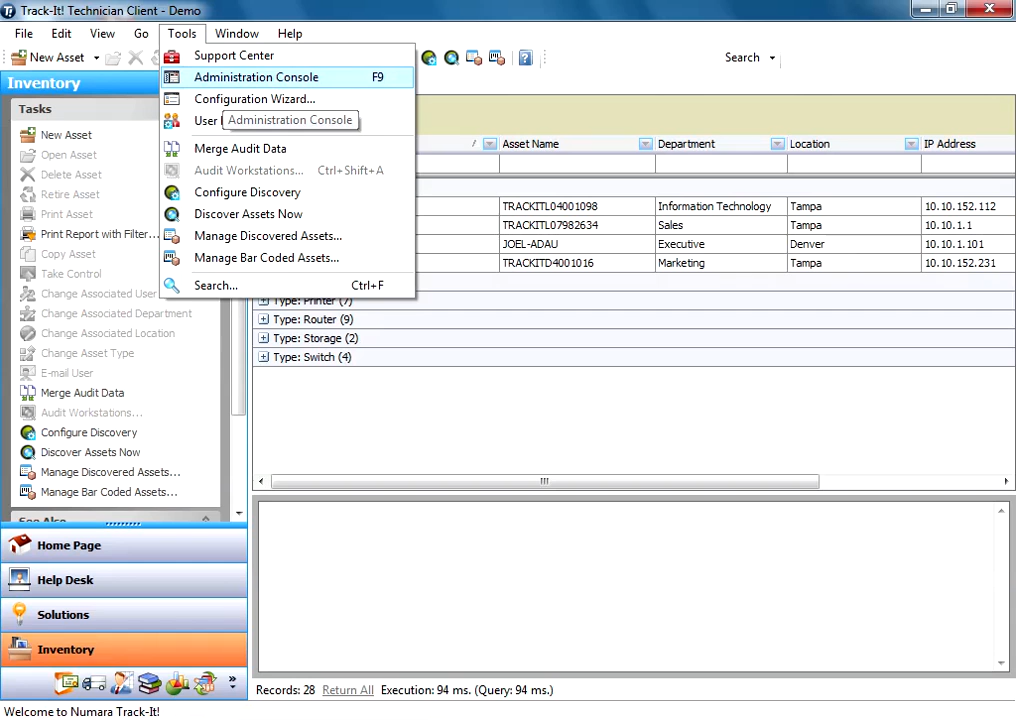 Track-It! Technician Client - Demo
File Edit View Go Tools Window Help
New Asset Search
Support Center
Administration Console F9
Configuration Wizard...
User
Administration Console
Merge Audit Data
Audit Workstations... Ctrl+Shift+A
Configure Discovery
Discover Assets Now
Manage Discovered Assets...
Manage Bar Coded Assets...
Search... Ctrl+F
Inventory
Tasks
New Asset
Open Asset
Delete Asset
Retire Asset
Print Asset
Print Report with Filter...
Copy Asset
Take Control
Change Associated User
Change Associated Department
Change Associated Location
Change Asset Type
E-mail User
Merge Audit Data
Audit Workstations...
Configure Discovery
Discover Assets Now
Manage Discovered Assets...
Manage Bar Coded Assets...
See Also
Home Page
Help Desk
Solutions
Inventory
Asset Name Department Location IP Address
TRACKITL04001098 Information Technology Tampa 10.10.152.112
TRACKITL07982634 Sales Tampa 10.10.1.1
JOEL-ADAU Executive Denver 10.10.1.101
TRACKITD4001016 Marketing Tampa 10.10.152.231
Type: Printer (7)
Type: Router (9)
Type: Storage (2)
Type: Switch (4)
Records: 28 Return All Execution: 94 ms. (Query: 94 ms.)
Welcome to Numara Track-It!